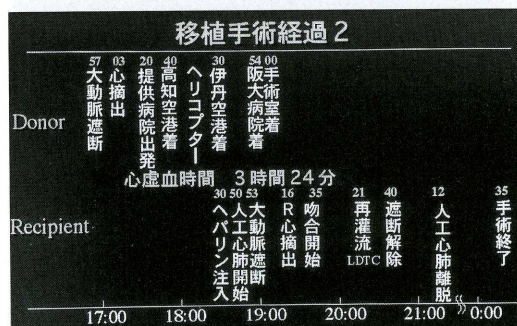 移植手術経過2
Donor
57 大動脈遮断
03 心摘出
20 提供病院出発
40 高知空港着
ヘリコプター
30 伊丹空港着
54 阪大病院着
00 手術室着
心虚血時間 3時間24分
Recipient
30 ヘパリン注入
50 人工心肺開始
53 大動脈遮断
16 R心摘出
35 吻合開始
21 再灌流 LDTC
40 遮断解除
12 人工心肺離脱
35 手術終了
17:00 18:00 19:00 20:00 21:00 0:00